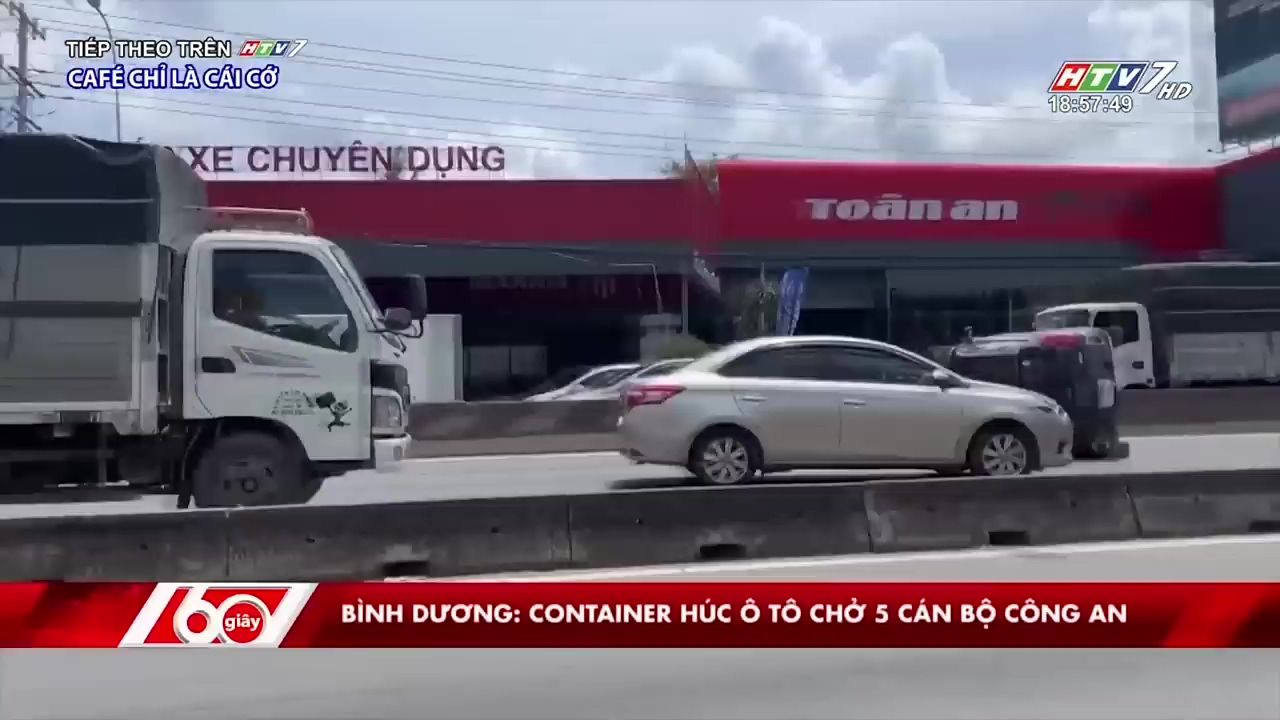 TIẾP THEO TRÊN HTV7
CAFÉ CHỈ LÀ CÁI CỚ
HTV7 HD
18:57:49
XE CHUYÊN DỤNG
TOÂN AN
60 giây
BÌNH DƯƠNG: CONTAINER HÚC Ô TÔ CHỞ 5 CÁN BỘ CÔNG AN